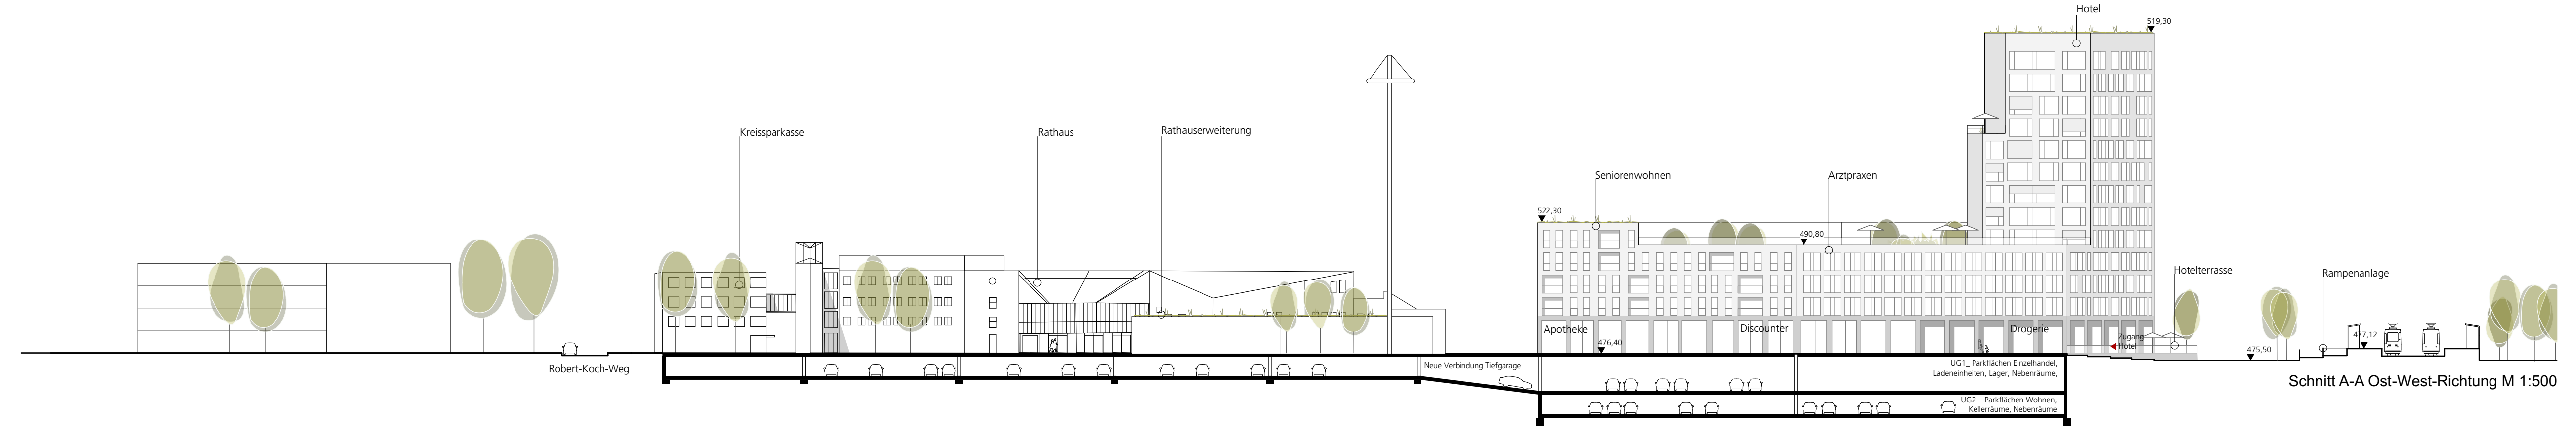 Hotel
519,30
Kreissparkasse
Rathaus
Rathauserweiterung
Seniorenwohnen
Arztpraxen
522,30
490,80
Hotelterrasse
Rampenanlage
Apotheke
Discounter
Drogerie
476,40
Zugang
Hotel
477,12
475,50
Robert-Koch-Weg
Neue Verbindung Tiefgarage
UG1_ Parkflächen Einzelhandel,
Ladeneinheiten, Lager, Nebenräume,
Schnitt A-A Ost-West-Richtung M 1:500
UG2 _ Parkflächen Wohnen,
Kellerräume, Nebenräume